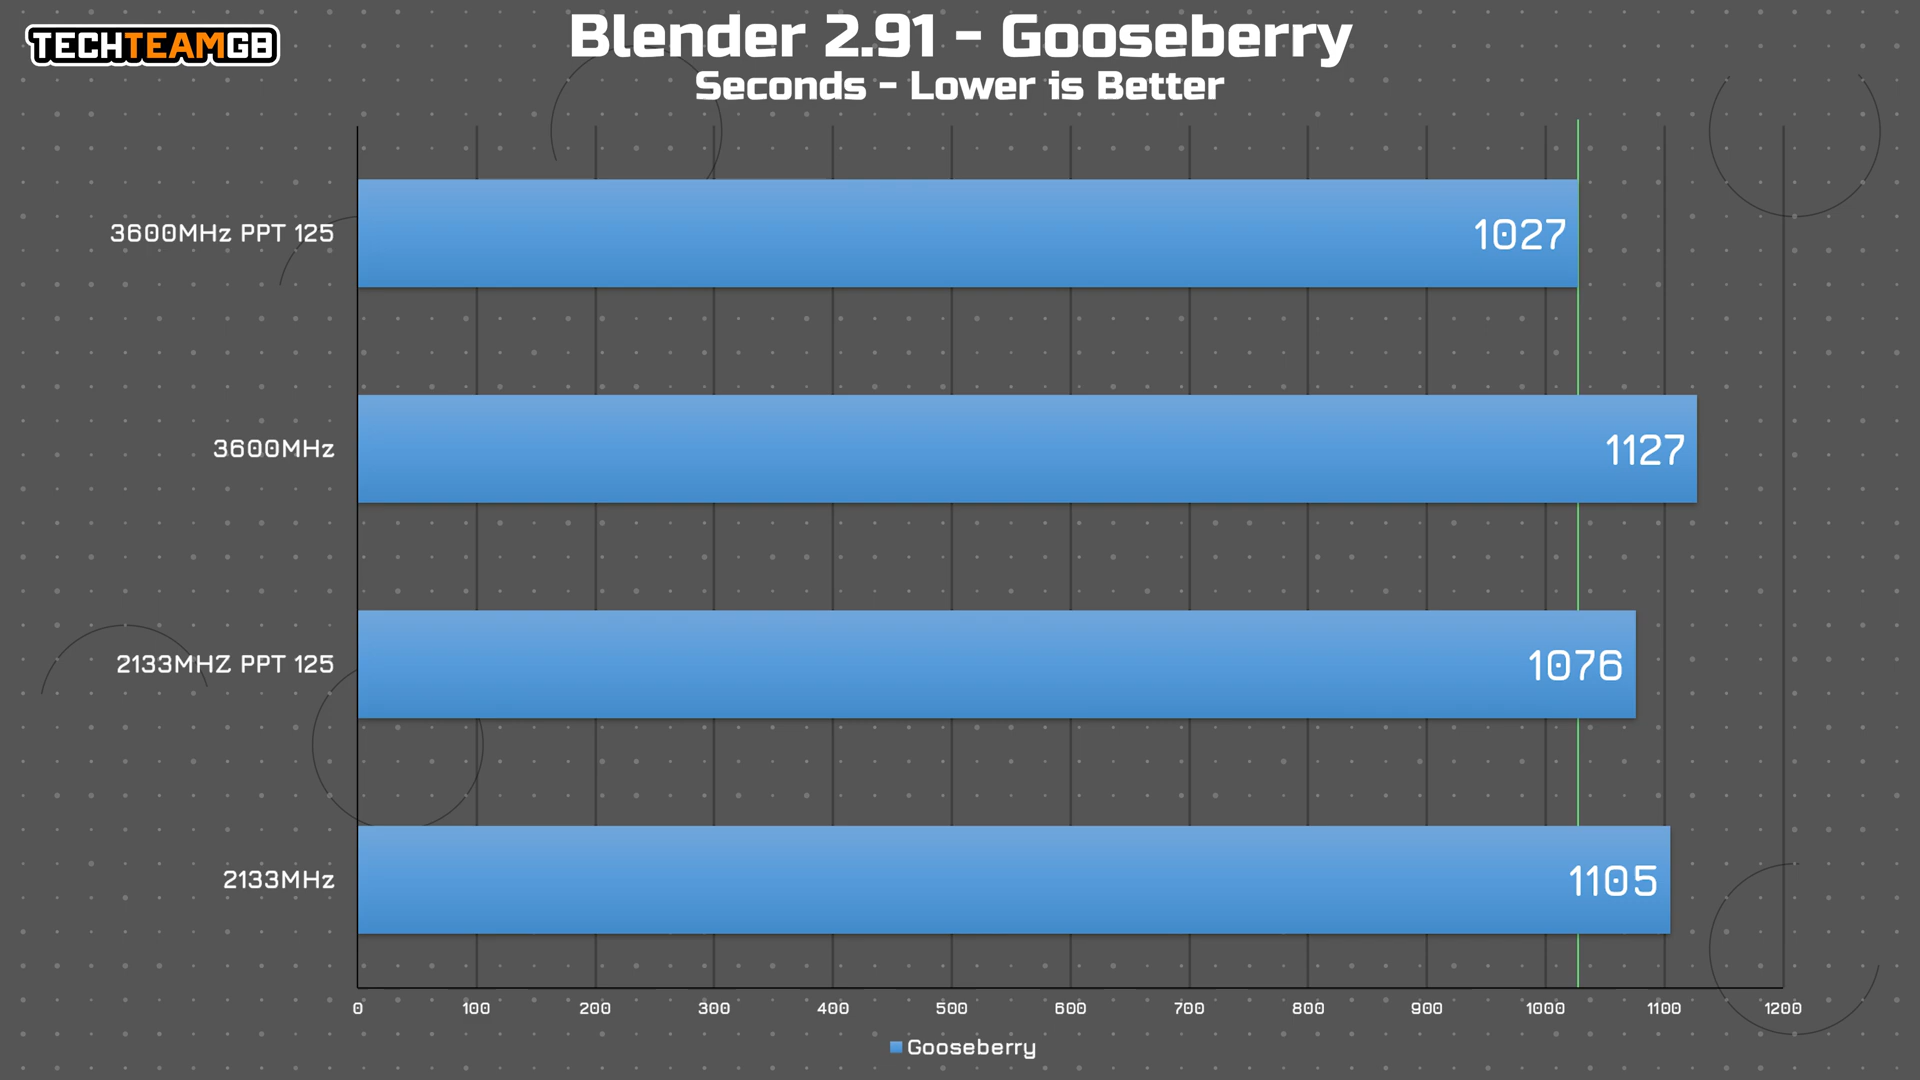 TECHTEAMGB
Blender 2.91 - Gooseberry
Seconds - Lower is Better
3600MHz PPT 125
1027
3600MHz
1127
2133MHZ PPT 125
1076
2133MHz
1105
0 100 200 300 400 500 600 700 800 900 1000 1100 1200
Gooseberry